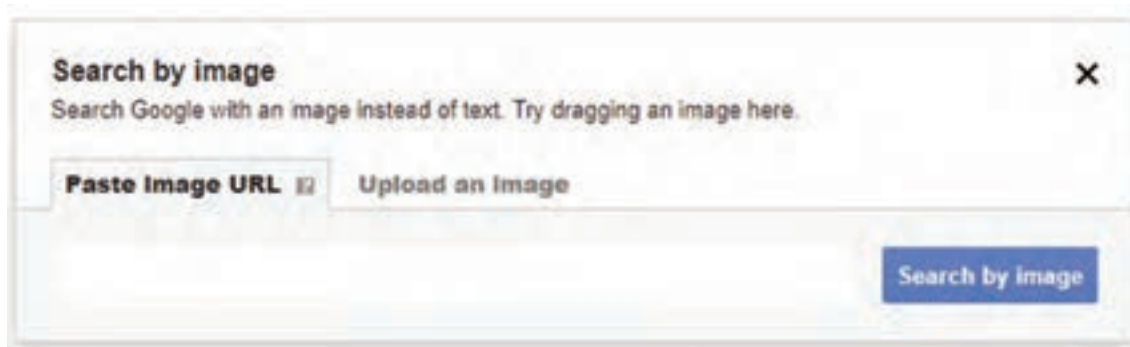 Search by image
Search Google with an image instead of text. Try dragging an image here.
Paste Image URL Upload an Image
Search by image